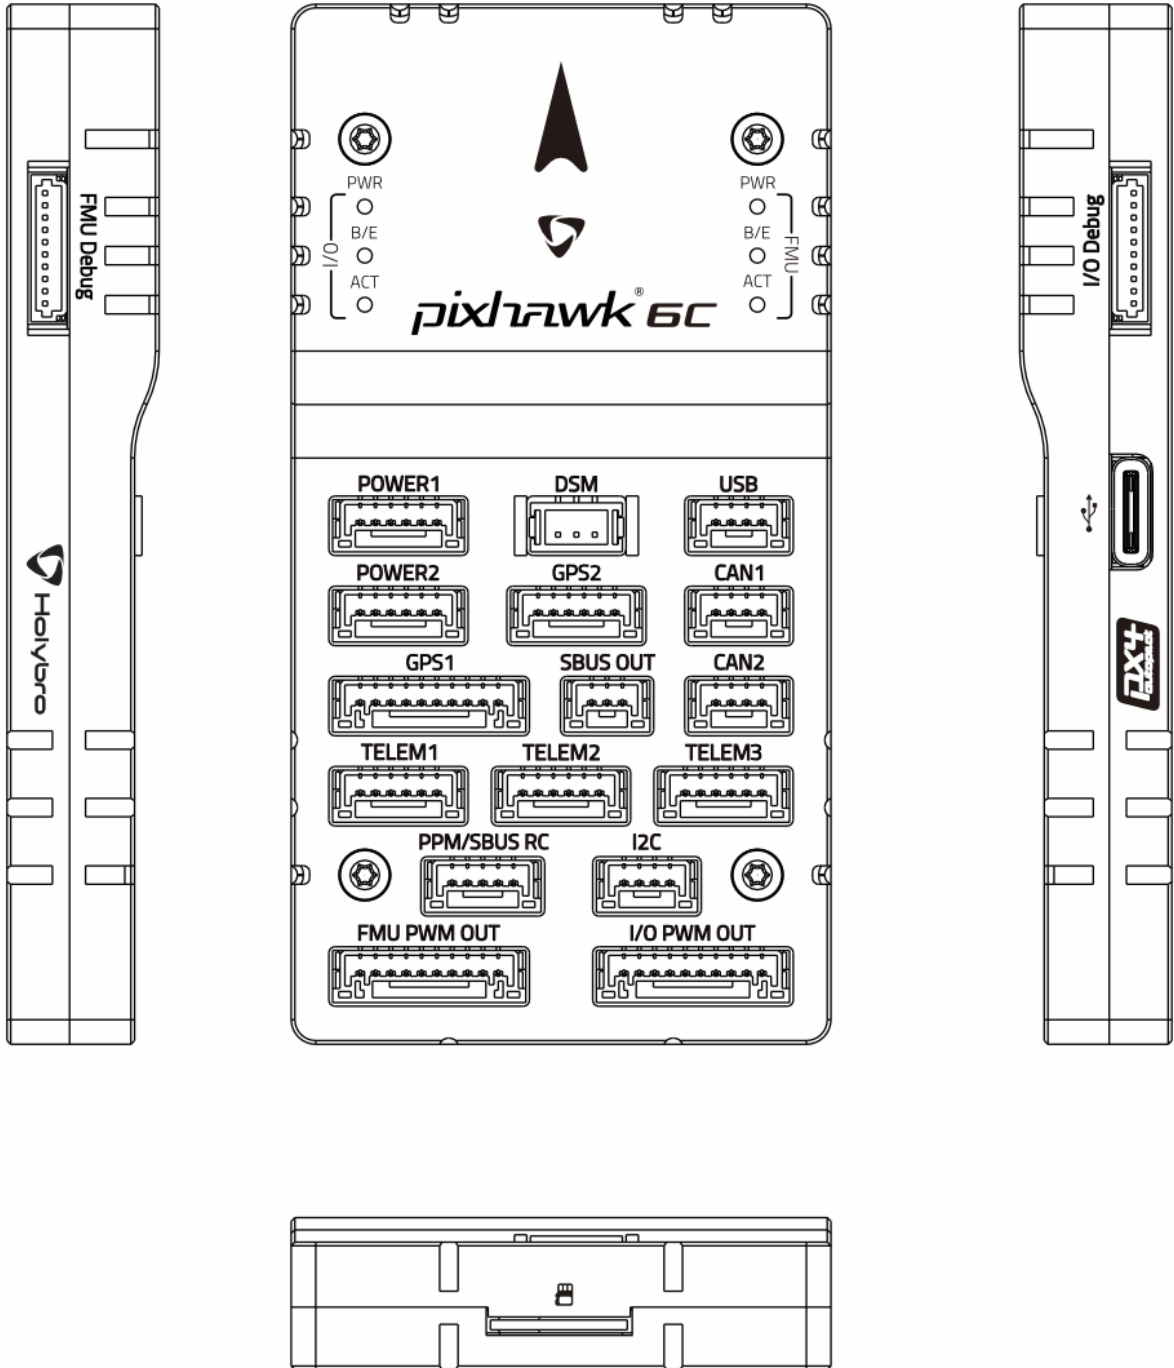 FMU Debug
Holybro
PWR
B/E
ACT
I/O
PWR
B/E
ACT
FMU
pixhawk® 6C
POWER1
DSM
USB
POWER2
GPS2
CAN1
GPS1
SBUS OUT
CAN2
TELEM1
TELEM2
TELEM3
PPM/SBUS RC
I2C
FMU PWM OUT
I/O PWM OUT
I/O Debug
px4
autopilot